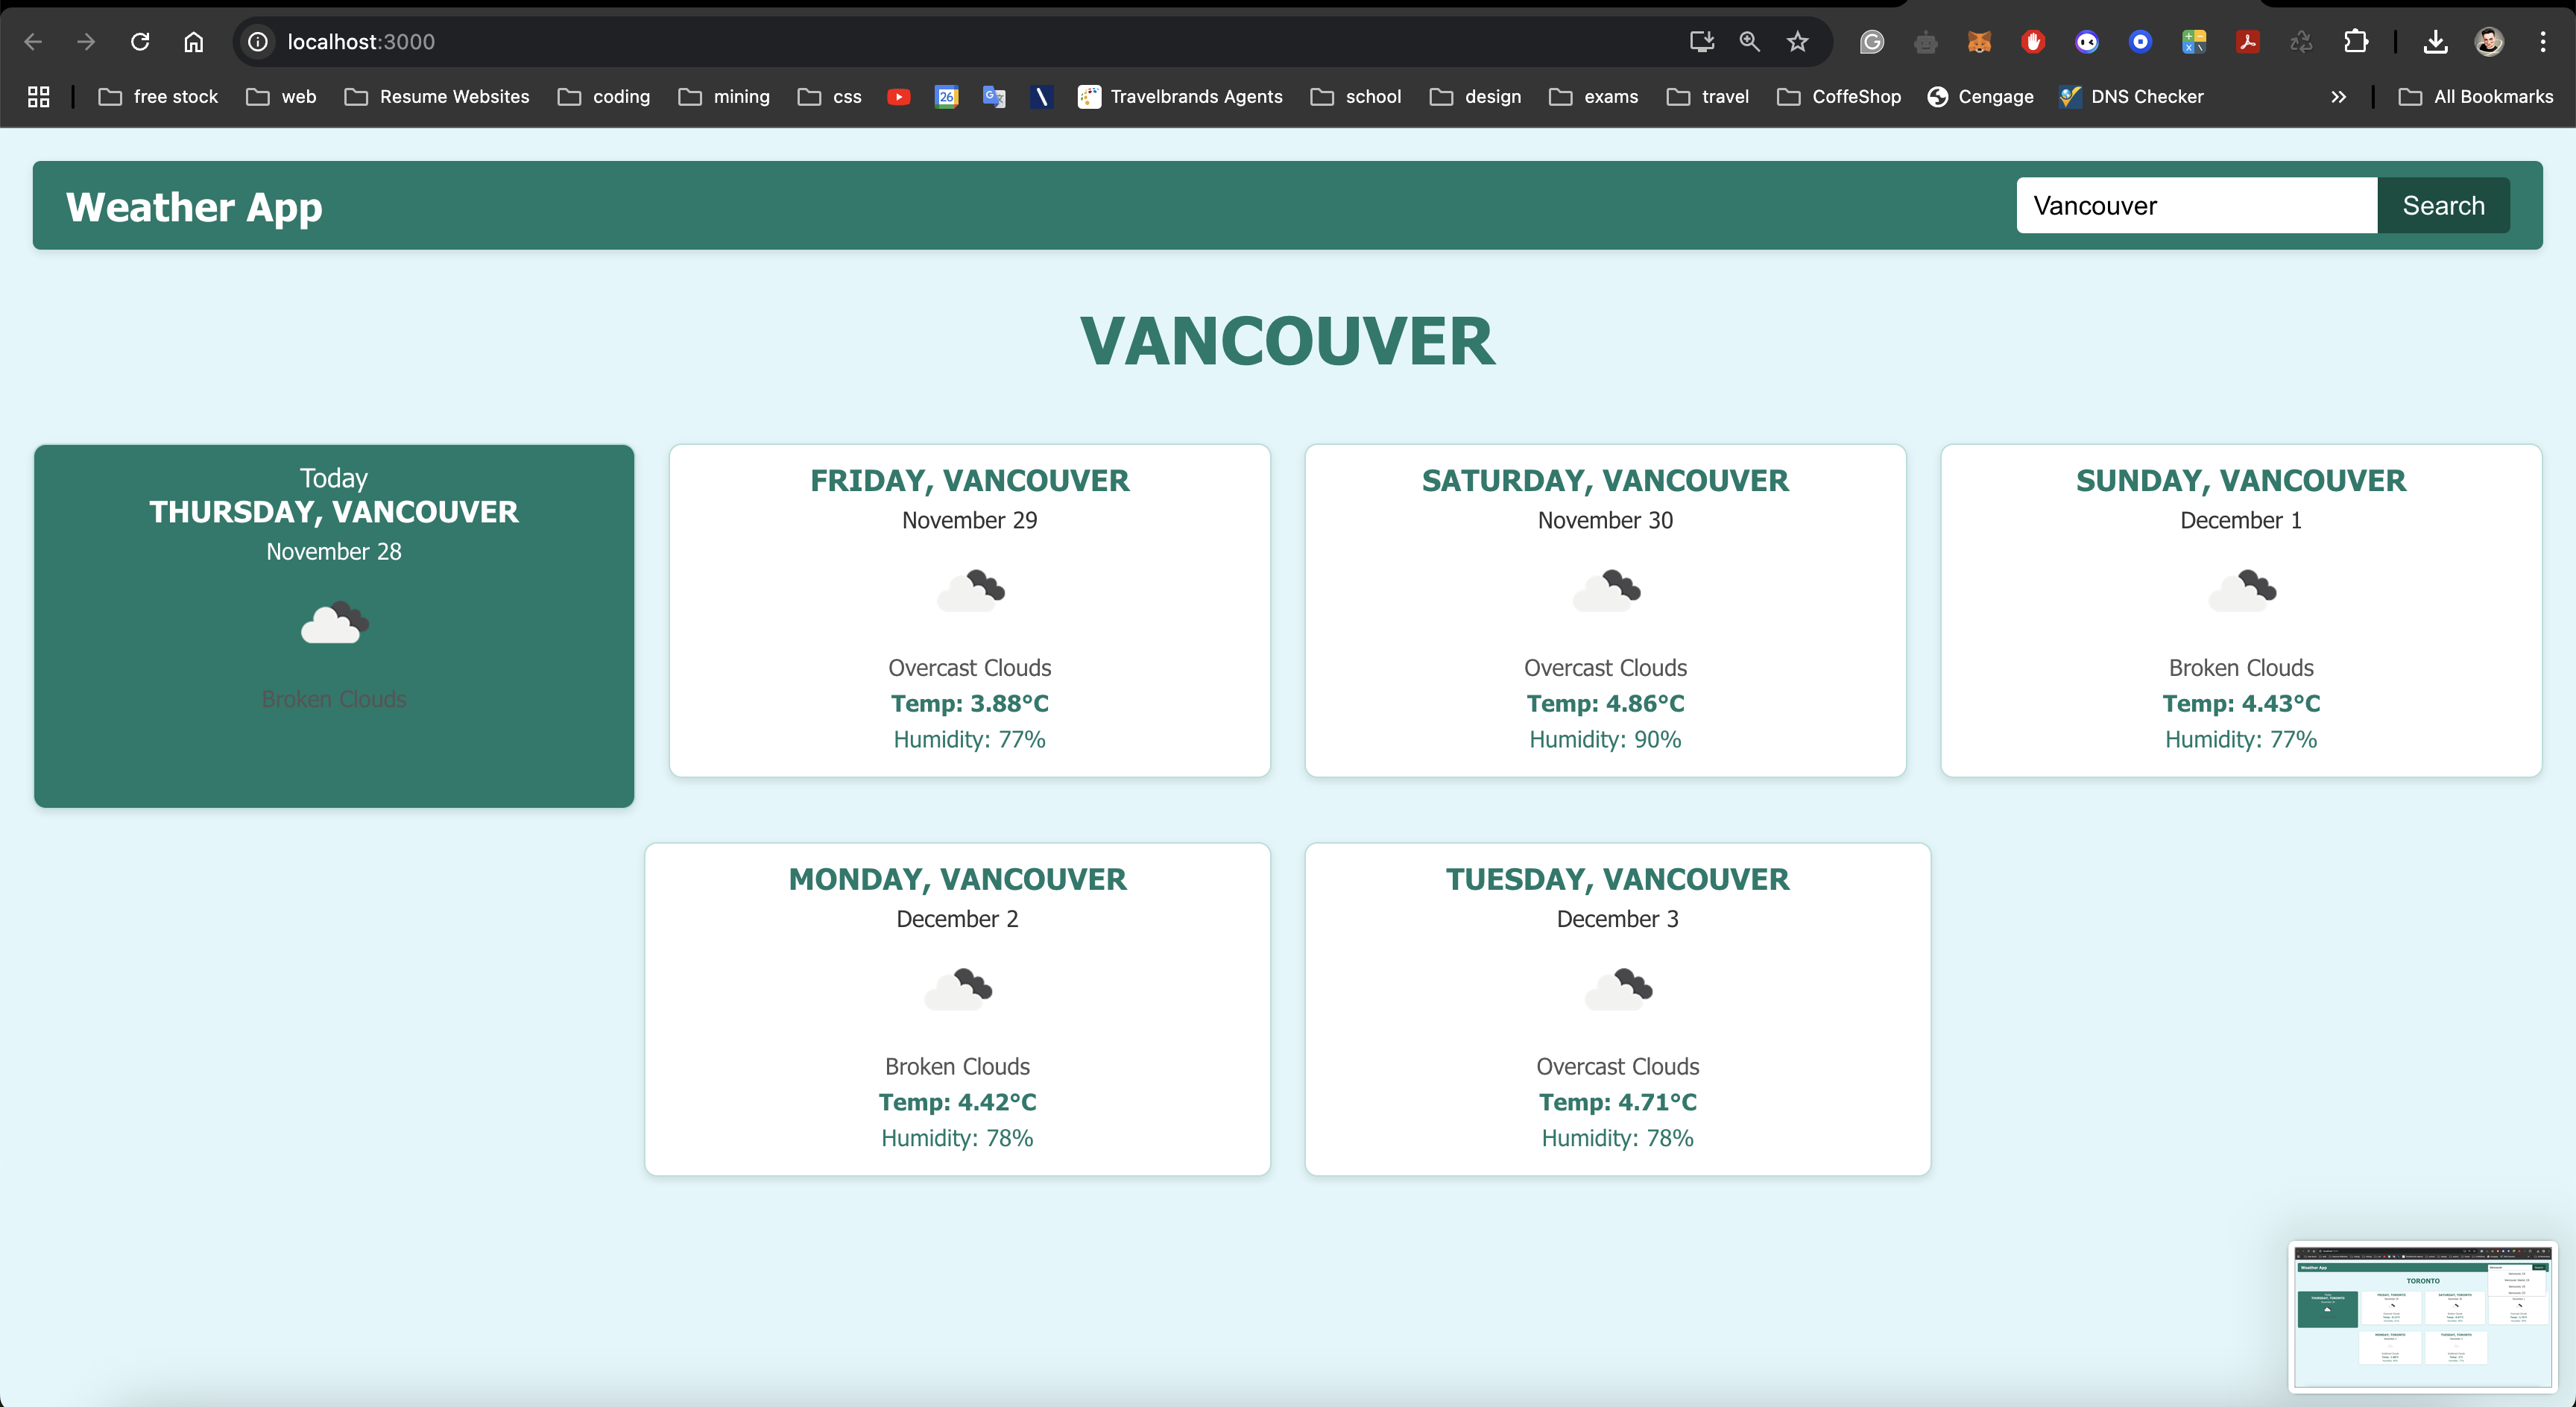 localhost:3000
free stock web Resume Websites coding mining css 26 Travelbrands Agents school design exams travel CoffeShop Cengage DNS Checker All Bookmarks
Weather App
Vancouver Search
VANCOUVER
Today
THURSDAY, VANCOUVER
November 28
Broken Clouds
FRIDAY, VANCOUVER
November 29
Overcast Clouds
Temp: 3.88°C
Humidity: 77%
SATURDAY, VANCOUVER
November 30
Overcast Clouds
Temp: 4.86°C
Humidity: 90%
SUNDAY, VANCOUVER
December 1
Broken Clouds
Temp: 4.43°C
Humidity: 77%
MONDAY, VANCOUVER
December 2
Broken Clouds
Temp: 4.42°C
Humidity: 78%
TUESDAY, VANCOUVER
December 3
Overcast Clouds
Temp: 4.71°C
Humidity: 78%
Weather App
TORONTO